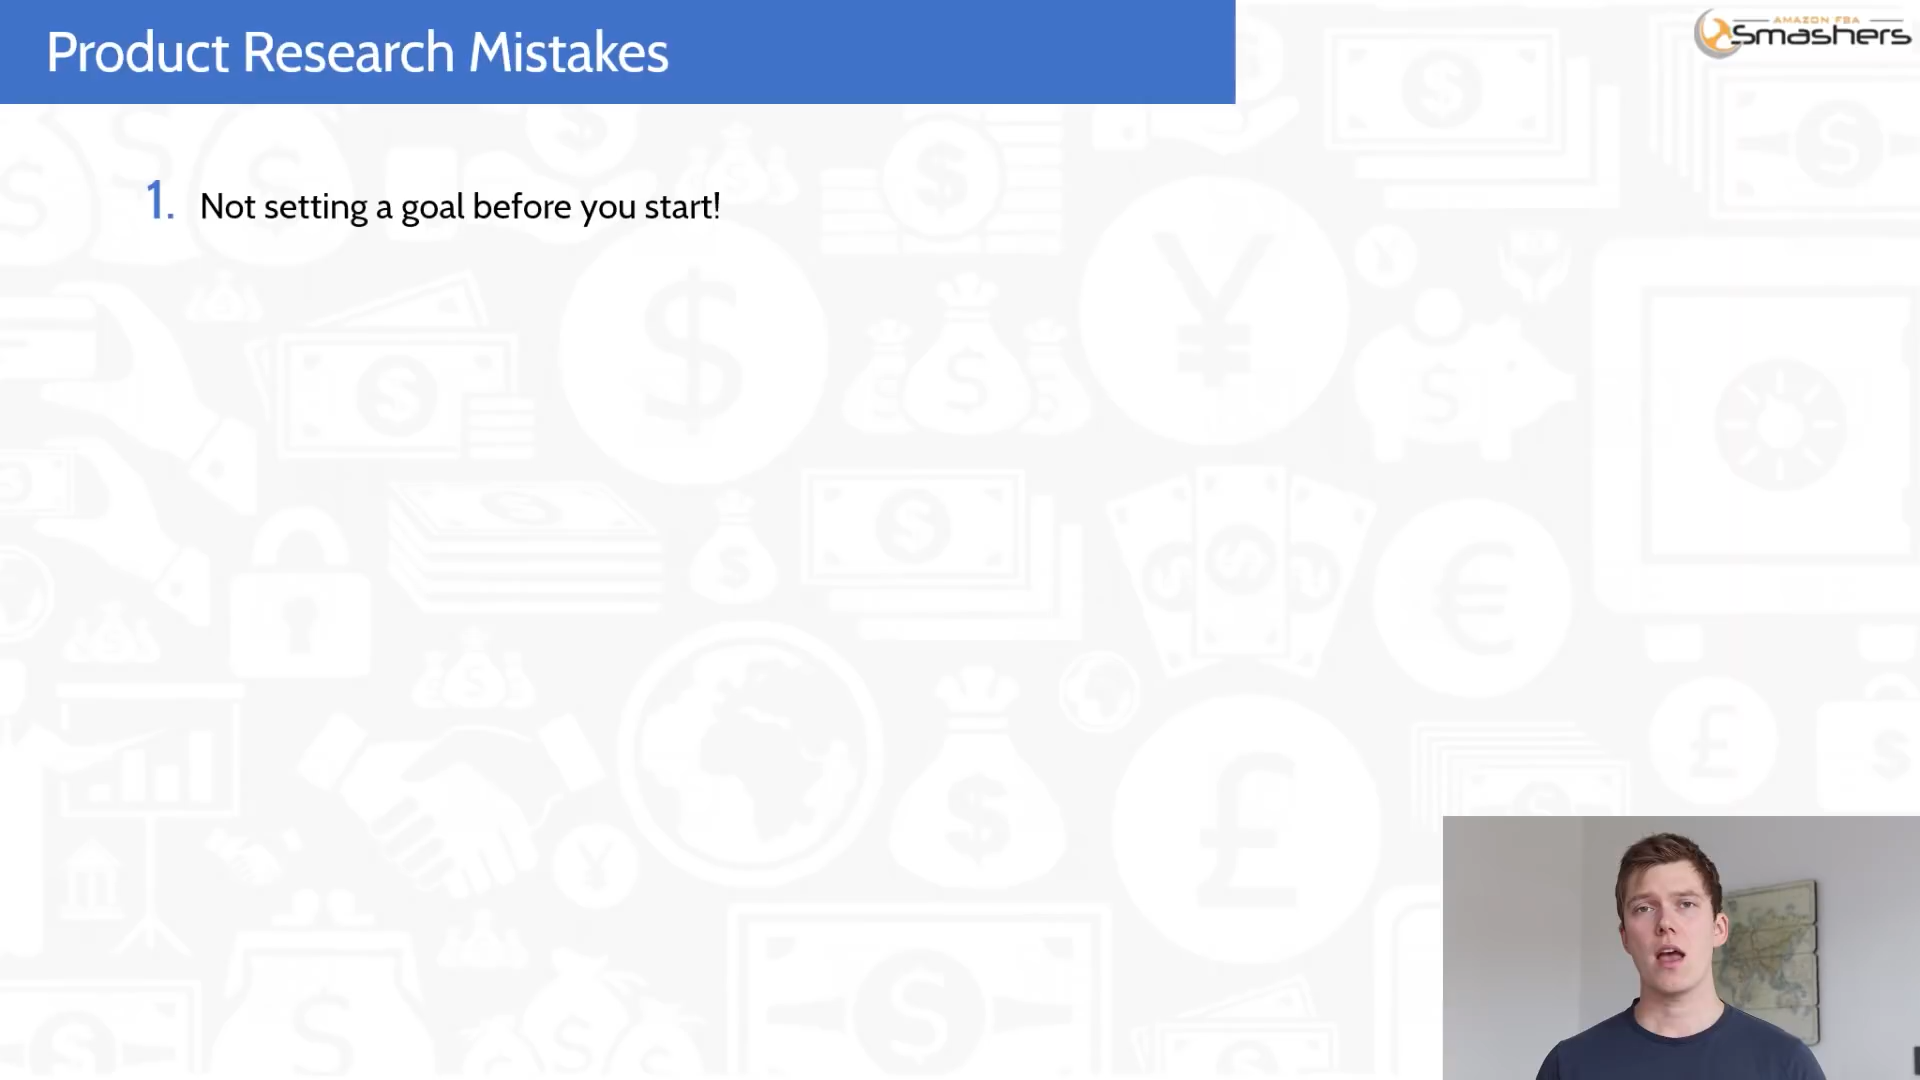 Product Research Mistakes
AMAZON FBA
Smashers
1. Not setting a goal before you start!